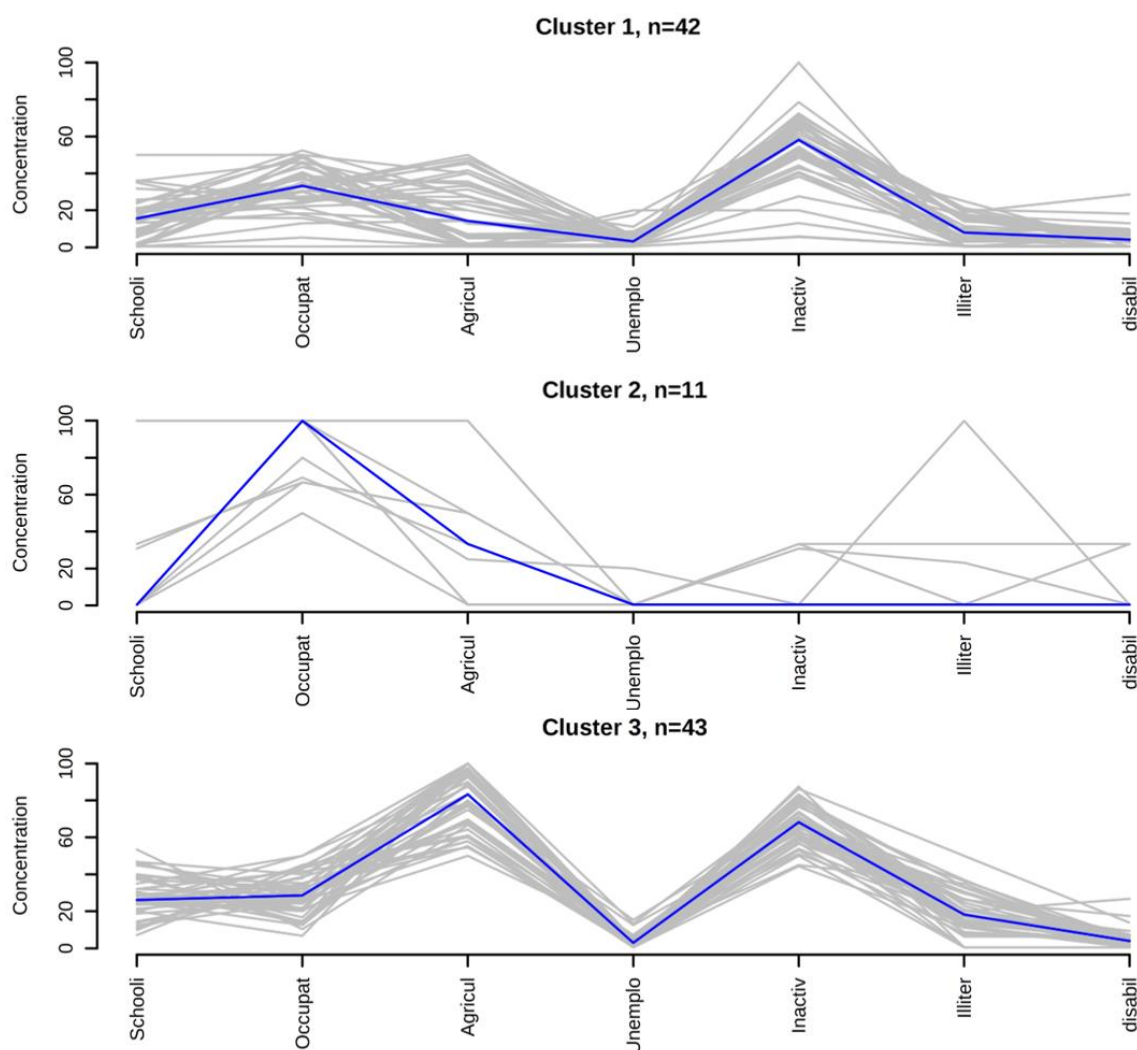 Cluster 1, n=42
Concentration
100
60
20
0
Schooli
Occupat
Agricul
Unemplo
Inactiv
Illiter
disabil
Cluster 2, n=11
Concentration
100
60
20
0
Schooli
Occupat
Agricul
Unemplo
Inactiv
Illiter
disabil
Cluster 3, n=43
Concentration
100
60
20
0
Schooli
Occupat
Agricul
Unemplo
Inactiv
Illiter
disabil